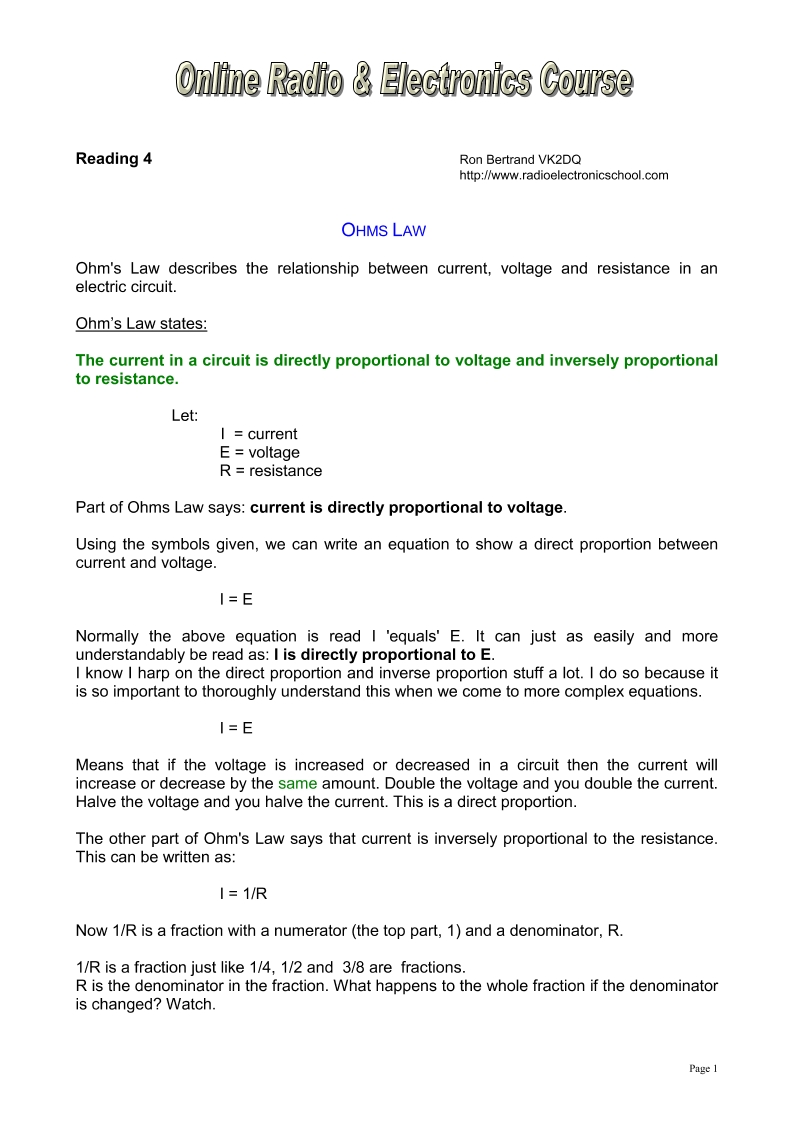 Online Radio & Electronics Course
Reading 4
Ron Bertrand VK2DQ
http://www.radioelectronicschool.com
OHMS LAW
Ohm's Law describes the relationship between current, voltage and resistance in an
electric circuit.
Ohm’s Law states:
The current in a circuit is directly proportional to voltage and inversely proportional
to resistance.
Let:
I = current
E = voltage
R = resistance
Part of Ohms Law says: current is directly proportional to voltage.
Using the symbols given, we can write an equation to show a direct proportion between
current and voltage.
I = E
Normally the above equation is read I 'equals' E. It can just as easily and more
understandably be read as: I is directly proportional to E.
I know I harp on the direct proportion and inverse proportion stuff a lot. I do so because it
is so important to thoroughly understand this when we come to more complex equations.
I = E
Means that if the voltage is increased or decreased in a circuit then the current will
increase or decrease by the same amount. Double the voltage and you double the current.
Halve the voltage and you halve the current. This is a direct proportion.
The other part of Ohm's Law says that current is inversely proportional to the resistance.
This can be written as:
I = 1/R
Now 1/R is a fraction with a numerator (the top part, 1) and a denominator, R.
1/R is a fraction just like 1/4, 1/2 and 3/8 are fractions.
R is the denominator in the fraction. What happens to the whole fraction if the denominator
is changed? Watch.
Page 1